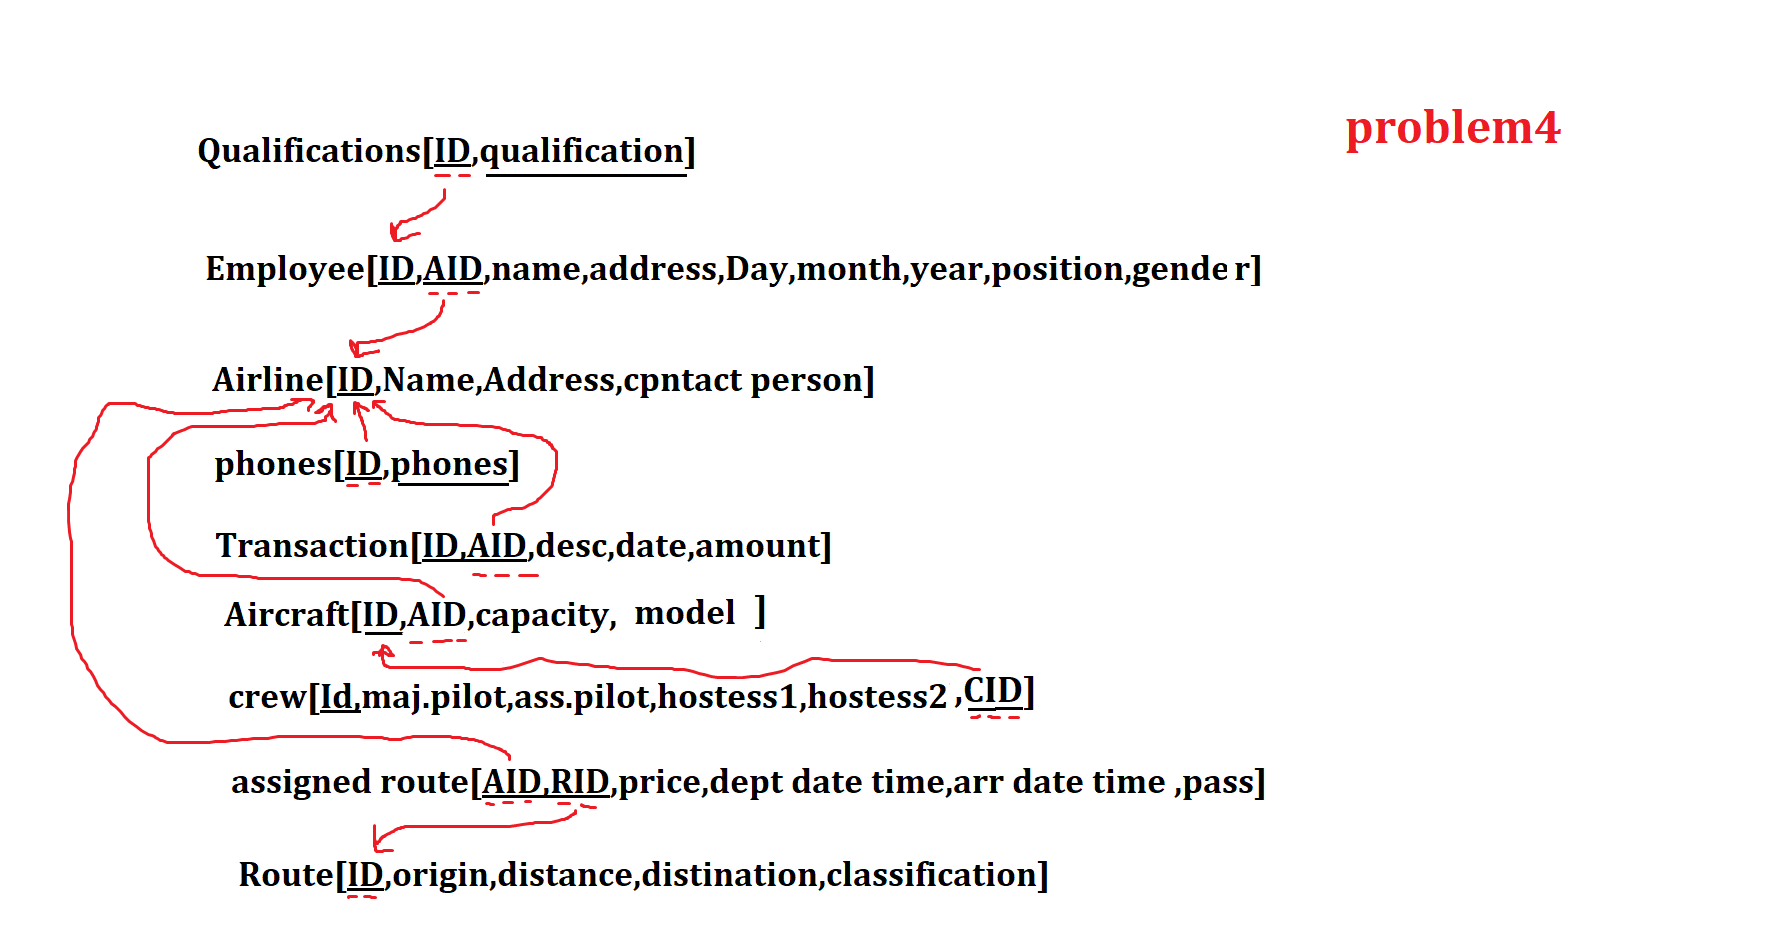 problem4
Qualifications[ID,qualification]
Employee[ID,AID,name,address,Day,month,year,position,gender]
Airline[ID,Name,Address,cpntact person]
phones[ID,phones]
Transaction[ID,AID,desc,date,amount]
Aircraft[ID,AID,capacity, model ]
crew[Id,maj.pilot,ass.pilot,hostess1,hostess2 ,CID]
assigned route[AID,RID,price,dept date time,arr date time ,pass]
Route[ID,origin,distance,distination,classification]